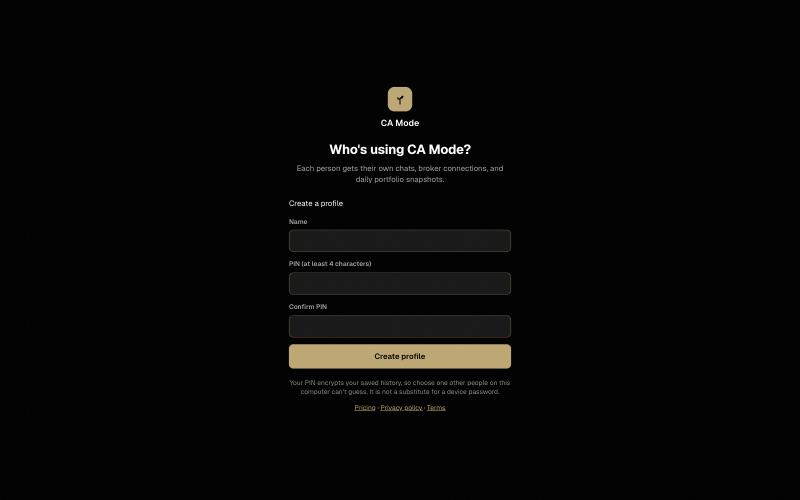 CA Mode
Who's using CA Mode?
Each person gets their own chats, broker connections, and
daily portfolio snapshots.
Create a profile
Name
PIN (at least 4 characters)
Confirm PIN
Create profile
Your PIN encrypts your saved history, so choose one other people on this
computer can't guess. It is not a substitute for a device password.
Pricing · Privacy policy · Terms